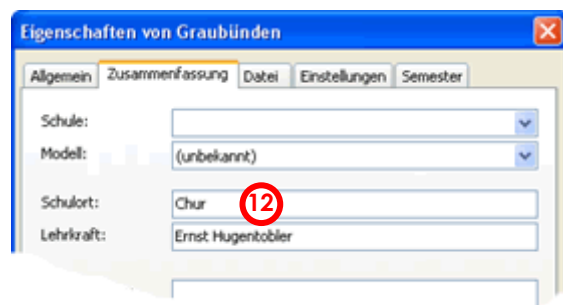 Eigenschaften von Graubünden
Allgemein Zusammenfassung Datei Einstellungen Semester
Schule:
Modell: (unbekannt)
Schulort: Chur 12
Lehrkraft: Ernst Hugentobler